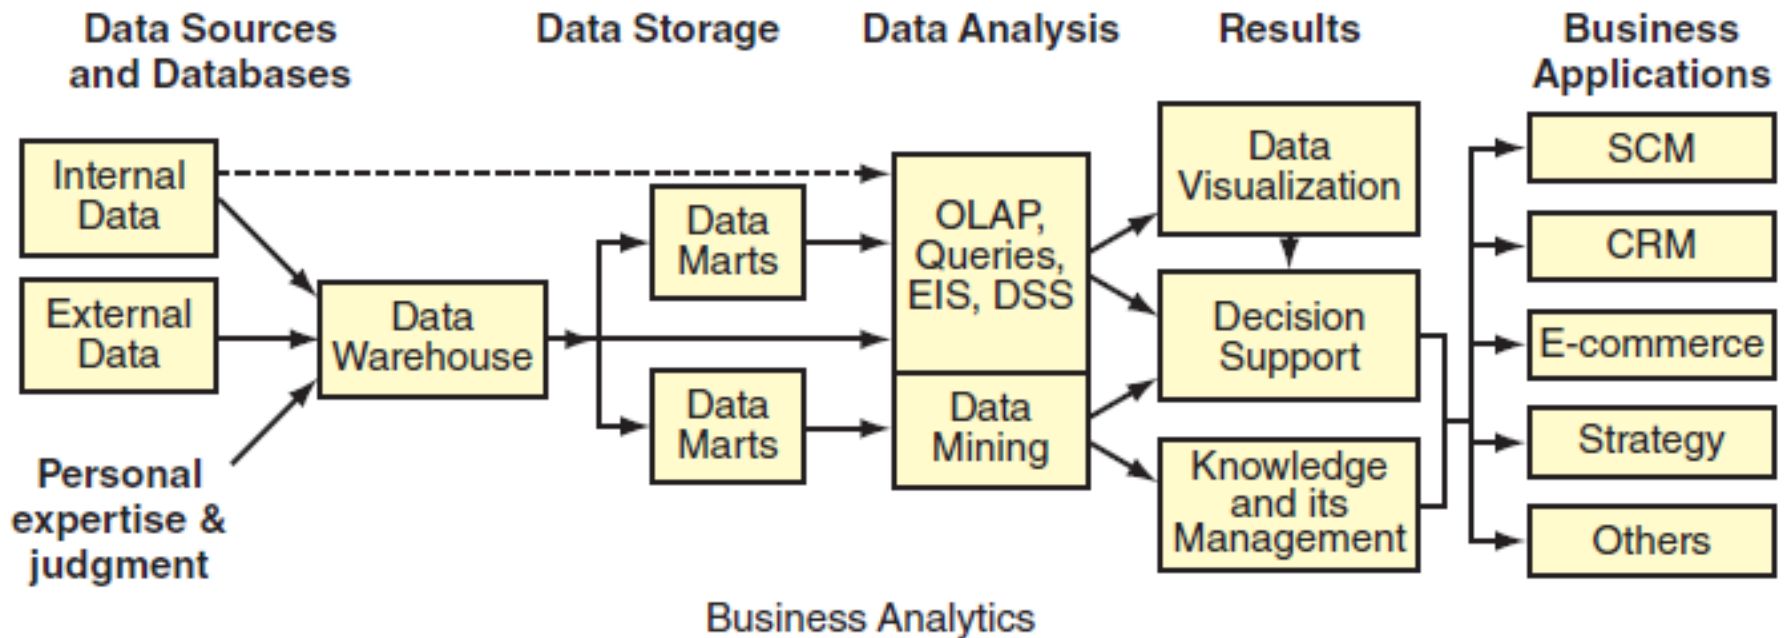 Data Sources
and Databases
Data Storage
Data Analysis
Results
Business
Applications
Internal
Data
External
Data
Personal
expertise &
judgment
Data
Warehouse
Data
Marts
Data
Marts
OLAP,
Queries,
EIS, DSS
Data
Mining
Data
Visualization
Decision
Support
Knowledge
and its
Management
SCM
CRM
E-commerce
Strategy
Others
Business Analytics